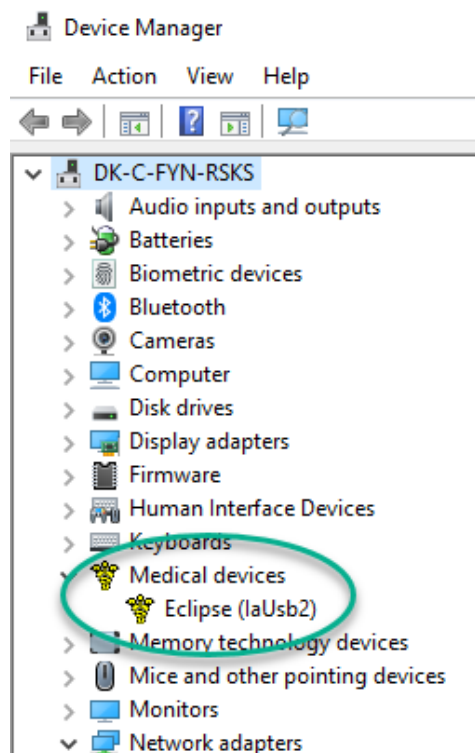 Device Manager
File Action View Help
DK-C-FYN-RSKS
Audio inputs and outputs
Batteries
Biometric devices
Bluetooth
Cameras
Computer
Disk drives
Display adapters
Firmware
Human Interface Devices
Keyboards
Medical devices
Eclipse (IaUsb2)
Memory technology devices
Mice and other pointing devices
Monitors
Network adapters